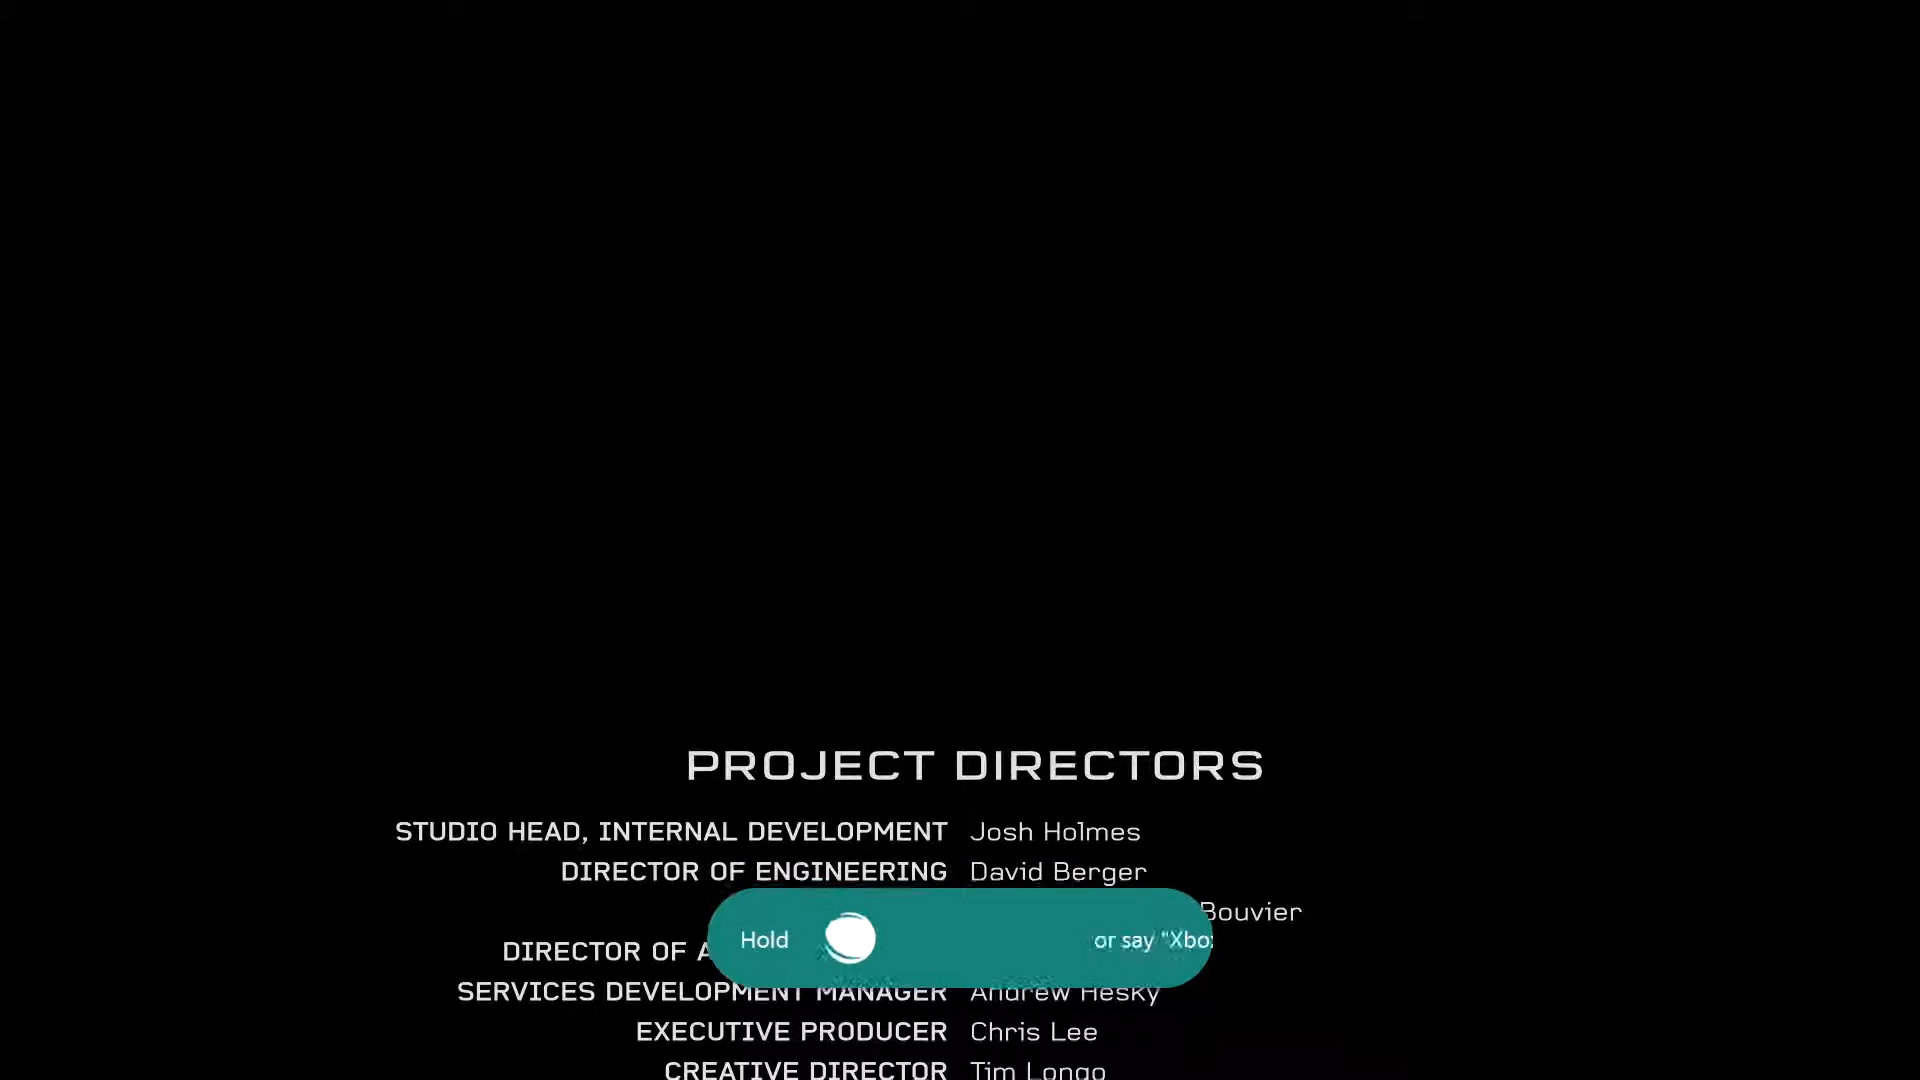 PROJECT DIRECTORS
STUDIO HEAD, INTERNAL DEVELOPMENT Josh Holmes
DIRECTOR OF ENGINEERING David Berger
Bouvier
Hold or say "Xbo
DIRECTOR OF A
SERVICES DEVELOPMENT MANAGER Andrew Hesky
EXECUTIVE PRODUCER Chris Lee
CREATIVE DIRECTOR Tim Longo